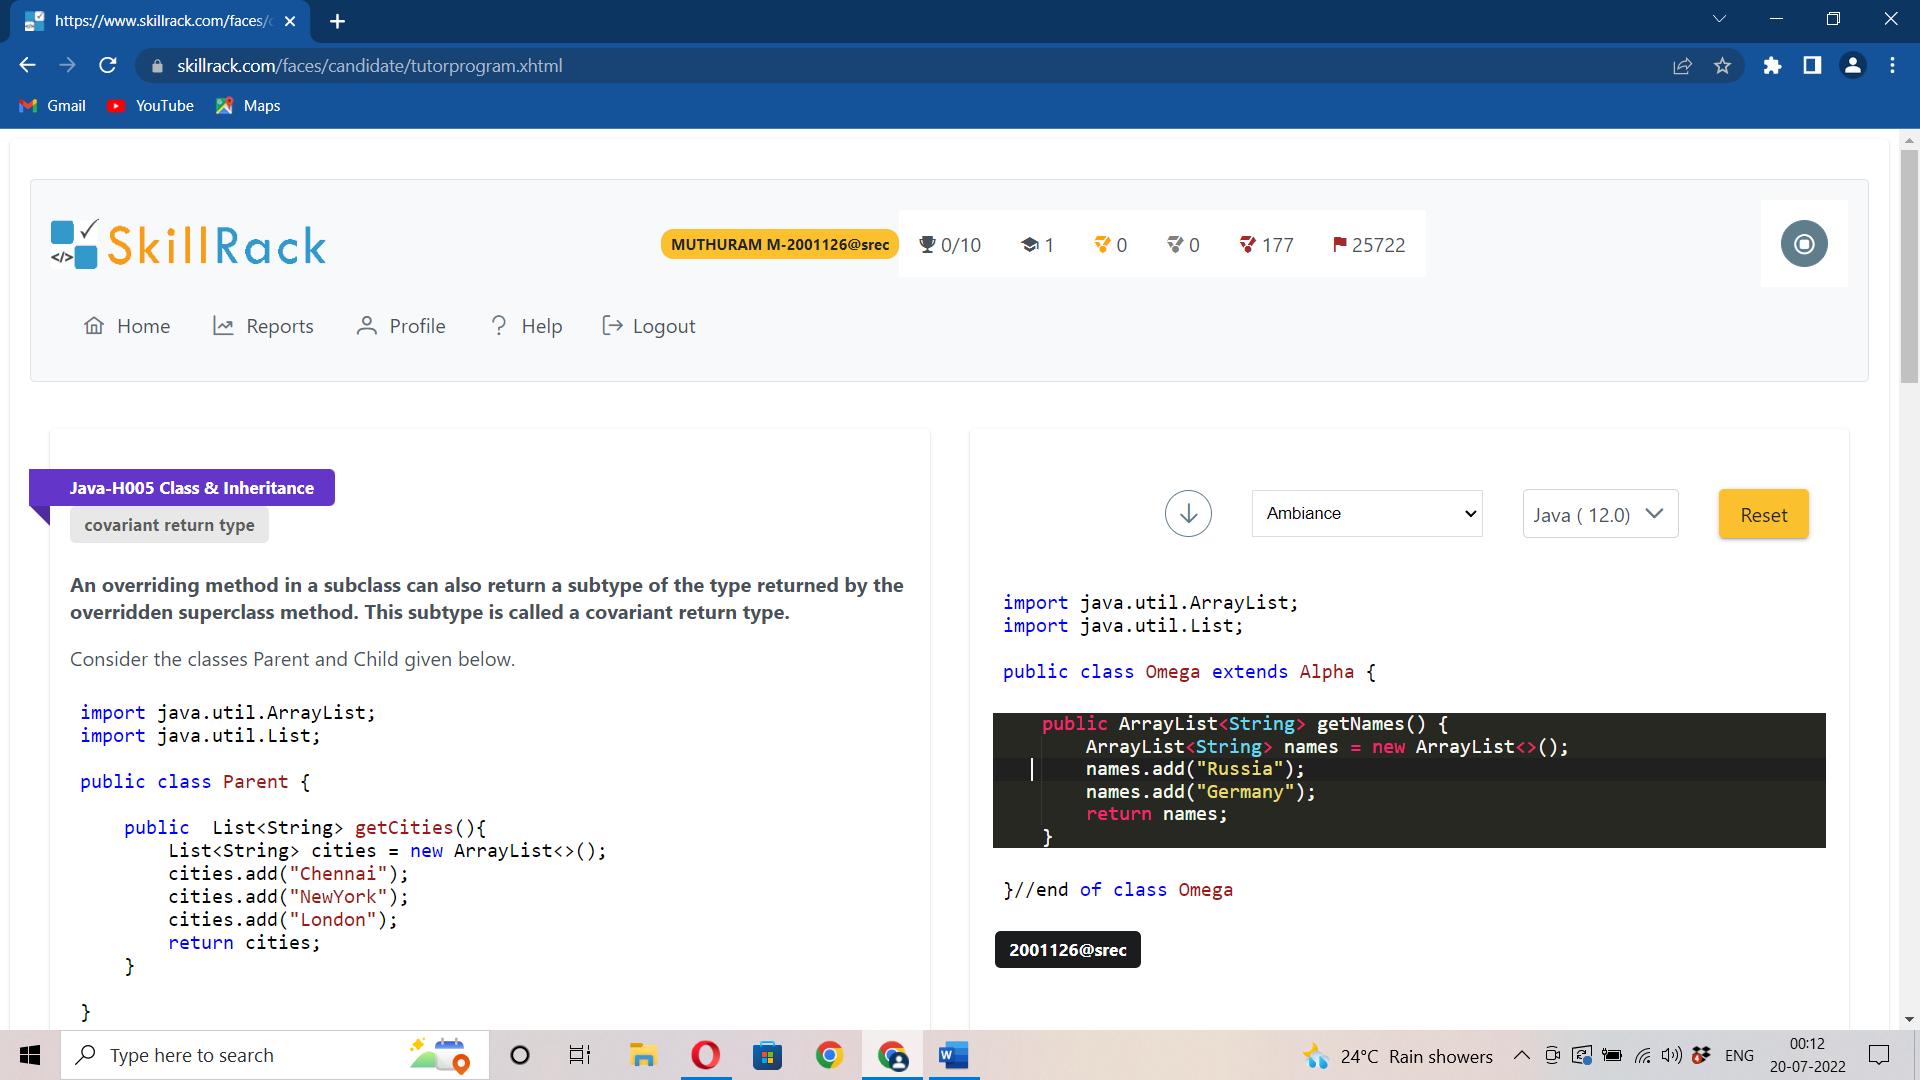 https://www.skillrack.com/faces/c
skillrack.com/faces/candidate/tutorprogram.xhtml
Gmail YouTube Maps
SkillRack
MUTHURAM M-2001126@srec 0/10 1 0 0 177 25722
Home Reports Profile Help Logout
Java-H005 Class & Inheritance
covariant return type
An overriding method in a subclass can also return a subtype of the type returned by the
overridden superclass method. This subtype is called a covariant return type.
Consider the classes Parent and Child given below.
import java.util.ArrayList;
import java.util.List;
public class Parent {
public  List<String> getCities(){
List<String> cities = new ArrayList<>();
cities.add("Chennai");
cities.add("NewYork");
cities.add("London");
return cities;
}
}
Ambiance Java ( 12.0) Reset
import java.util.ArrayList;
import java.util.List;
public class Omega extends Alpha {
public ArrayList<String> getNames() {
ArrayList<String> names = new ArrayList<>();
names.add("Russia");
names.add("Germany");
return names;
}
}//end of class Omega
2001126@srec
Type here to search
24°C Rain showers ENG
00:12
20-07-2022